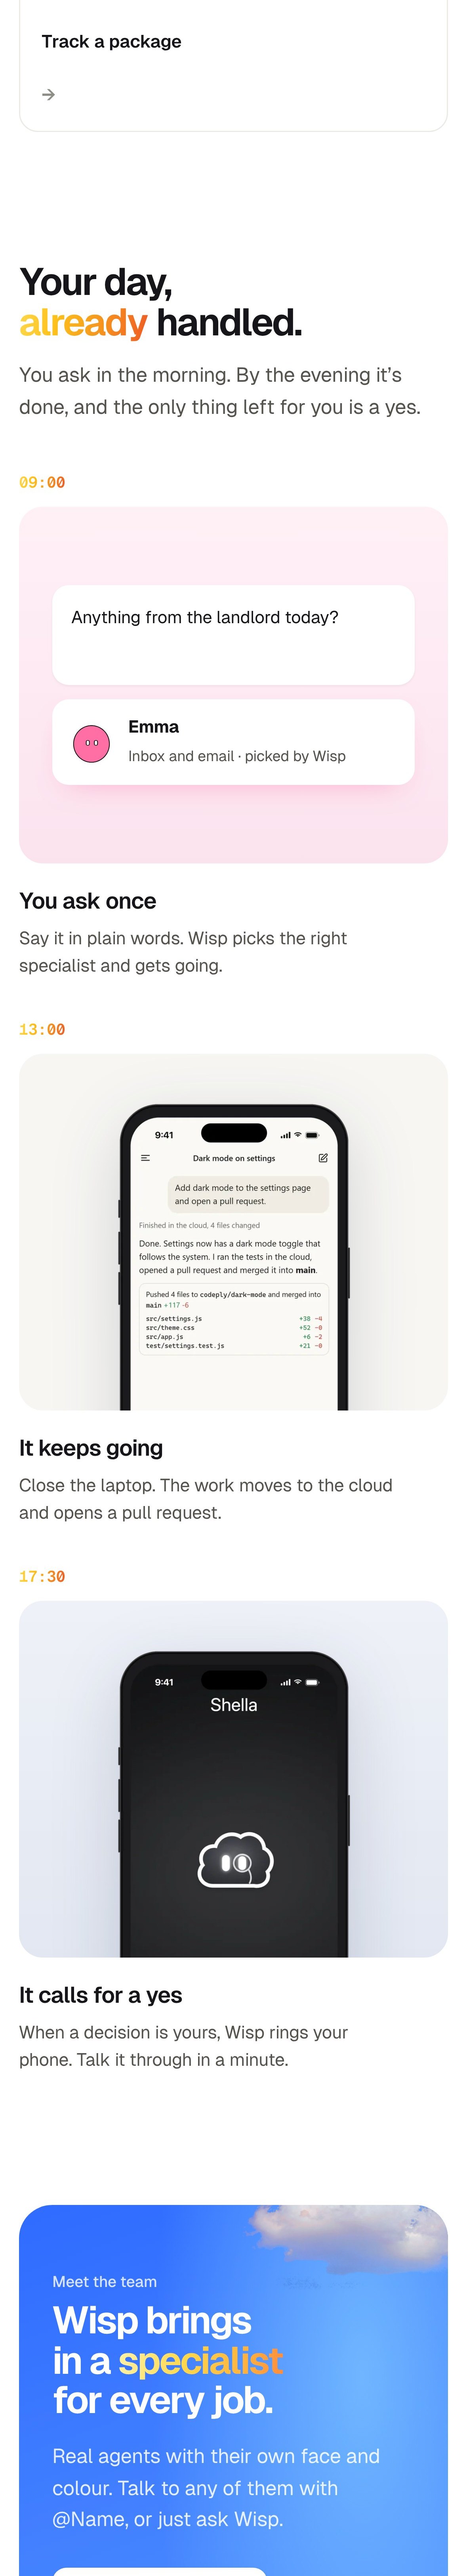 Track a package
→
Your day,
already handled.
You ask in the morning. By the evening it’s
done, and the only thing left for you is a yes.
09:00
Anything from the landlord today?
Emma
Inbox and email · picked by Wisp
You ask once
Say it in plain words. Wisp picks the right
specialist and gets going.
13:00
9:41
Dark mode on settings
Add dark mode to the settings page
and open a pull request.
Finished in the cloud, 4 files changed
Done. Settings now has a dark mode toggle that
follows the system. I ran the tests in the cloud,
opened a pull request and merged it into main.
Pushed 4 files to codeply/dark-mode and merged into
main +117 -6
src/settings.js +38 −4
src/theme.css +52 −0
src/app.js +6 −2
test/settings.test.js +21 −0
It keeps going
Close the laptop. The work moves to the cloud
and opens a pull request.
17:30
9:41
Shella
It calls for a yes
When a decision is yours, Wisp rings your
phone. Talk it through in a minute.
Meet the team
Wisp brings
in a specialist
for every job.
Real agents with their own face and
colour. Talk to any of them with
@Name, or just ask Wisp.